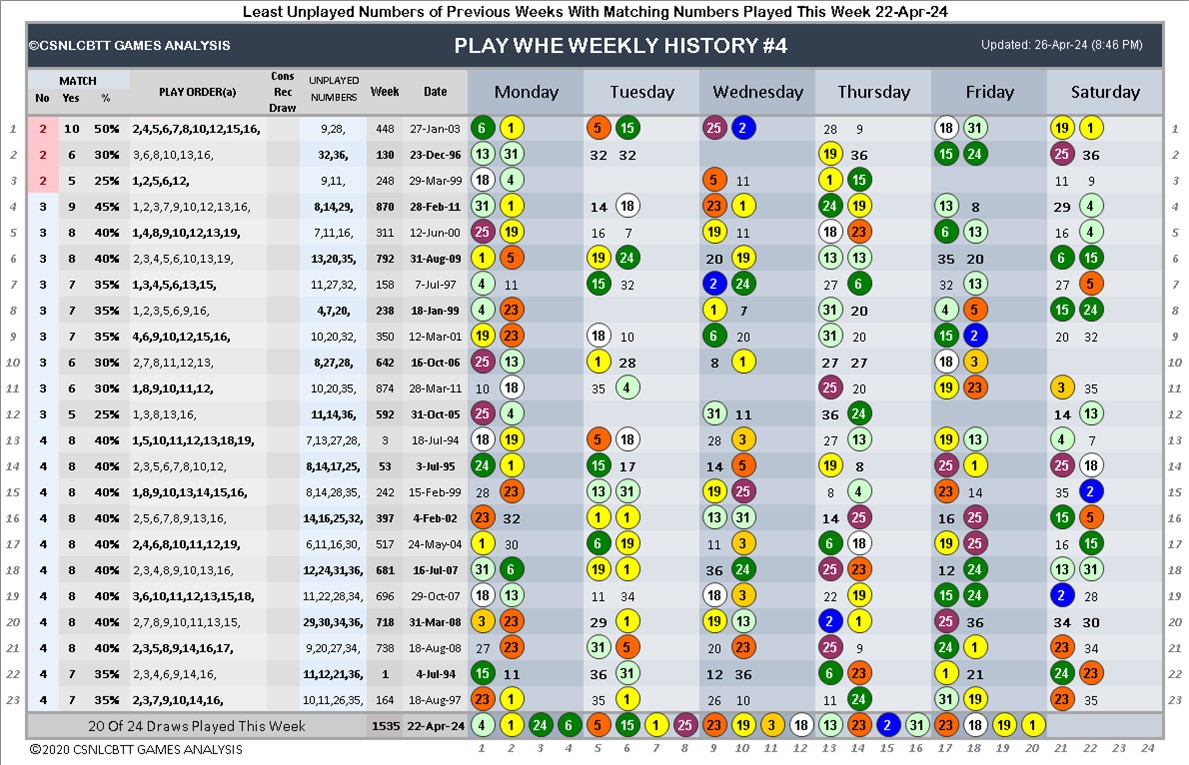 Least Unplayed Numbers of Previous Weeks With Matching Numbers Played This Week 22-Apr-24
©CSNLCBTT GAMES ANALYSIS PLAY WHE WEEKLY HISTORY #4 Updated: 26-Apr-24 (8:46 PM)
MATCH
No Yes % PLAY ORDER(a) Cons Rec Draw UNPLAYED NUMBERS Week Date Monday Tuesday Wednesday Thursday Friday Saturday
1 2 10 50% 2,4,5,6,7,8,10,12,15,16, 9,28, 448 27-Jan-03 6 1 5 15 25 2 28 9 18 31 19 1 1
2 2 6 30% 3,6,8,10,13,16, 32,36, 130 23-Dec-96 13 31 32 32 19 36 15 24 25 36 2
3 2 5 25% 1,2,5,6,12, 9,11, 248 29-Mar-99 18 4 5 11 1 15 11 9 3
4 3 9 45% 1,2,3,7,9,10,12,13,16, 8,14,29, 870 28-Feb-11 31 1 14 18 23 1 24 19 13 8 29 4 4
5 3 8 40% 1,4,8,9,10,12,13,19, 7,11,16, 311 12-Jun-00 25 19 16 7 19 11 18 23 6 13 16 4 5
6 3 8 40% 2,3,4,5,6,10,13,19, 13,20,35, 792 31-Aug-09 1 5 19 24 20 19 13 13 35 20 6 15 6
7 3 7 35% 1,3,4,5,6,13,15, 11,27,32, 158 7-Jul-97 4 11 15 32 2 24 27 6 32 13 27 5 7
8 3 7 35% 1,2,3,5,6,9,16, 4,7,20, 238 18-Jan-99 4 23 1 7 31 20 4 5 15 24 8
9 3 7 35% 4,6,9,10,12,15,16, 10,20,32, 350 12-Mar-01 19 23 18 10 6 20 31 20 15 2 20 32 9
10 3 6 30% 2,7,8,11,12,13, 8,27,28, 642 16-Oct-06 25 13 1 28 8 1 27 27 18 3 10
11 3 6 30% 1,8,9,10,11,12, 10,20,35, 874 28-Mar-11 10 18 35 4 25 20 19 23 3 35 11
12 3 5 25% 1,3,8,13,16, 11,14,36, 592 31-Oct-05 25 4 31 11 36 24 14 13 12
13 4 8 40% 1,5,10,11,12,13,18,19, 7,13,27,28, 3 18-Jul-94 18 19 5 18 28 3 27 13 19 13 4 7 13
14 4 8 40% 2,3,5,6,7,8,10,12, 8,14,17,25, 53 3-Jul-95 24 1 15 17 14 5 19 8 25 1 25 18 14
15 4 8 40% 1,8,9,10,13,14,15,16, 8,14,28,35, 242 15-Feb-99 28 23 13 31 19 25 8 4 23 14 35 2 15
16 4 8 40% 2,5,6,7,8,9,13,16, 14,16,25,32, 397 4-Feb-02 23 32 1 1 13 31 14 25 16 25 15 5 16
17 4 8 40% 2,4,6,8,10,11,12,19, 6,11,16,30, 517 24-May-04 1 30 6 19 11 3 6 18 19 25 16 15 17
18 4 8 40% 2,3,4,8,9,10,13,16, 12,24,31,36, 681 16-Jul-07 31 6 19 1 36 24 25 23 12 24 13 31 18
19 4 8 40% 3,6,10,11,12,13,15,18, 11,22,28,34, 696 29-Oct-07 18 13 11 34 18 3 22 19 15 24 2 28 19
20 4 8 40% 2,7,8,9,10,11,13,15, 29,30,34,36, 718 31-Mar-08 3 23 29 1 19 13 2 1 25 36 34 30 20
21 4 8 40% 2,3,5,8,9,14,16,17, 9,20,27,34, 738 18-Aug-08 27 23 31 5 20 23 25 9 24 1 23 34 21
22 4 7 35% 2,3,4,6,9,14,16, 11,12,21,36, 1 4-Jul-94 15 11 36 31 12 36 6 23 1 21 24 23 22
23 4 7 35% 2,3,7,9,10,14,16, 10,11,26,35, 164 18-Aug-97 23 1 35 1 26 10 11 24 31 19 23 35 23
20 Of 24 Draws Played This Week 1535 22-Apr-24 4 1 24 6 5 15 1 25 23 19 3 18 13 23 2 31 23 18 19 1
©2020 CSNLCBTT GAMES ANALYSIS 1 2 3 4 5 6 7 8 9 10 11 12 13 14 15 16 17 18 19 20 21 22 23 24